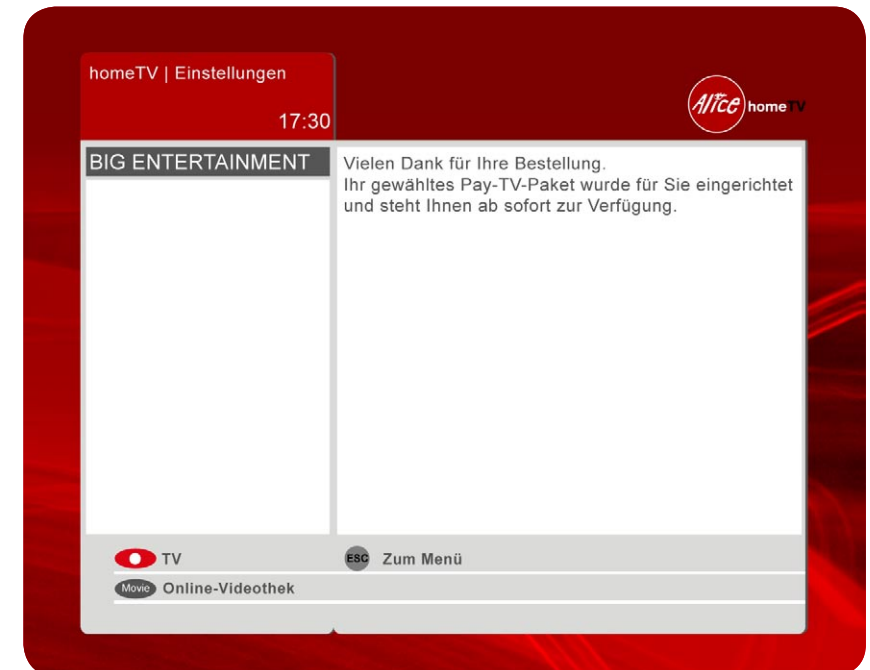 homeTV | Einstellungen
17:30
Alice homeTV
BIG ENTERTAINMENT
Vielen Dank für Ihre Bestellung.
Ihr gewähltes Pay-TV-Paket wurde für Sie eingerichtet
und steht Ihnen ab sofort zur Verfügung.
TV
ESC Zum Menü
Movie Online-Videothek